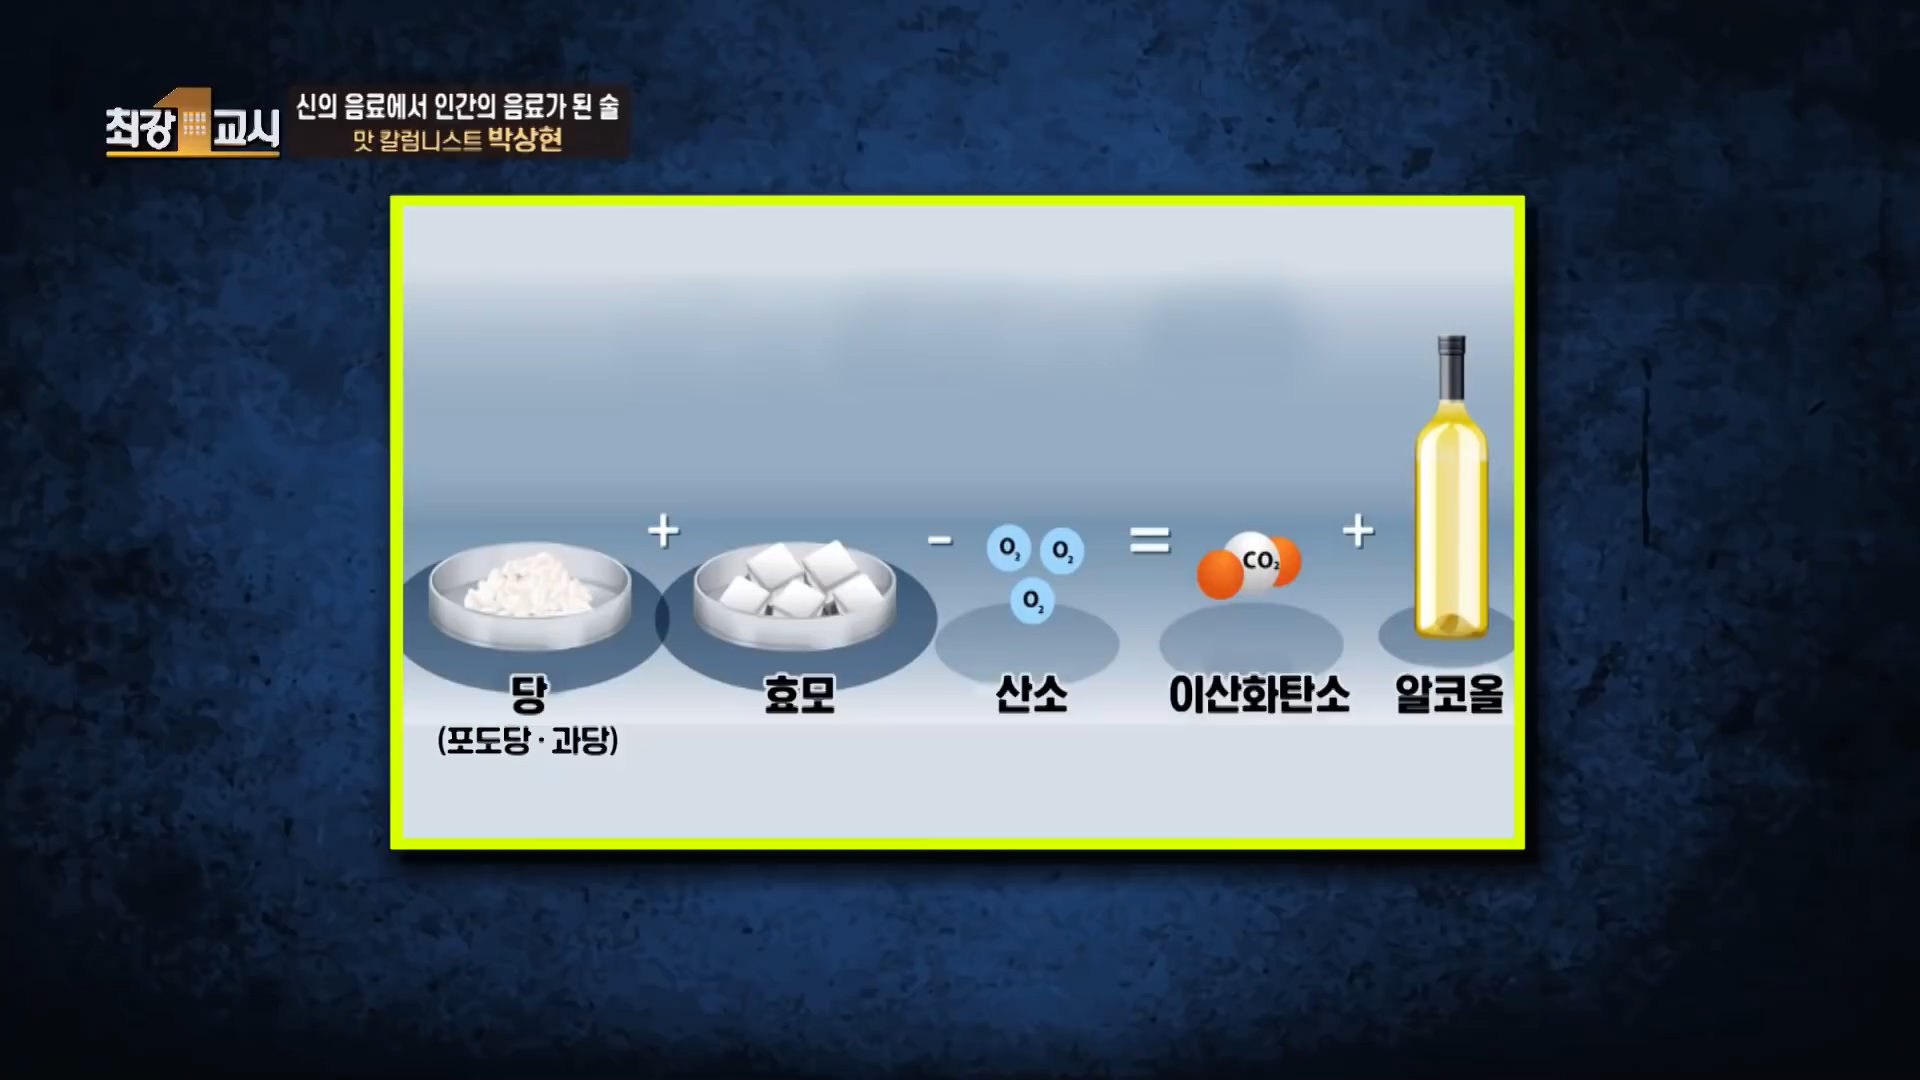 최강1교시
신의 음료에서 인간의 음료가 된 술
맛 칼럼니스트 박상현
+ - = +
O₂ O₂ CO₂
O₂
당 효모 산소 이산화탄소 알코올
(포도당·과당)